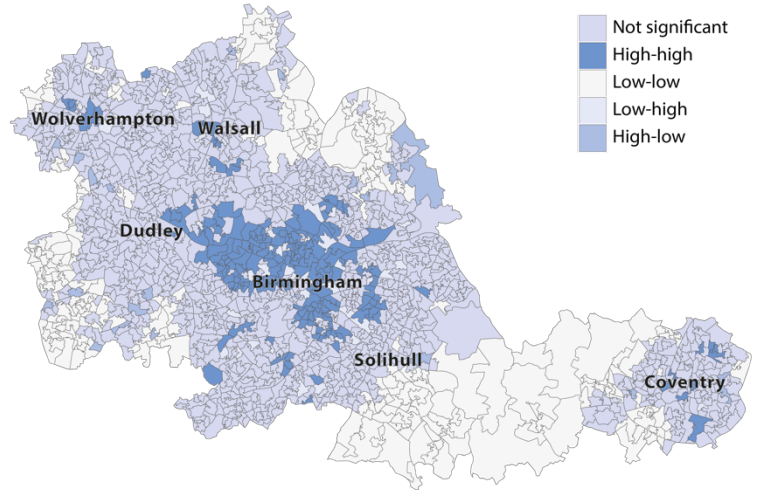 Not significant
High-high
Low-low
Low-high
High-low
Wolverhampton
Walsall
Dudley
Birmingham
Solihull
Coventry